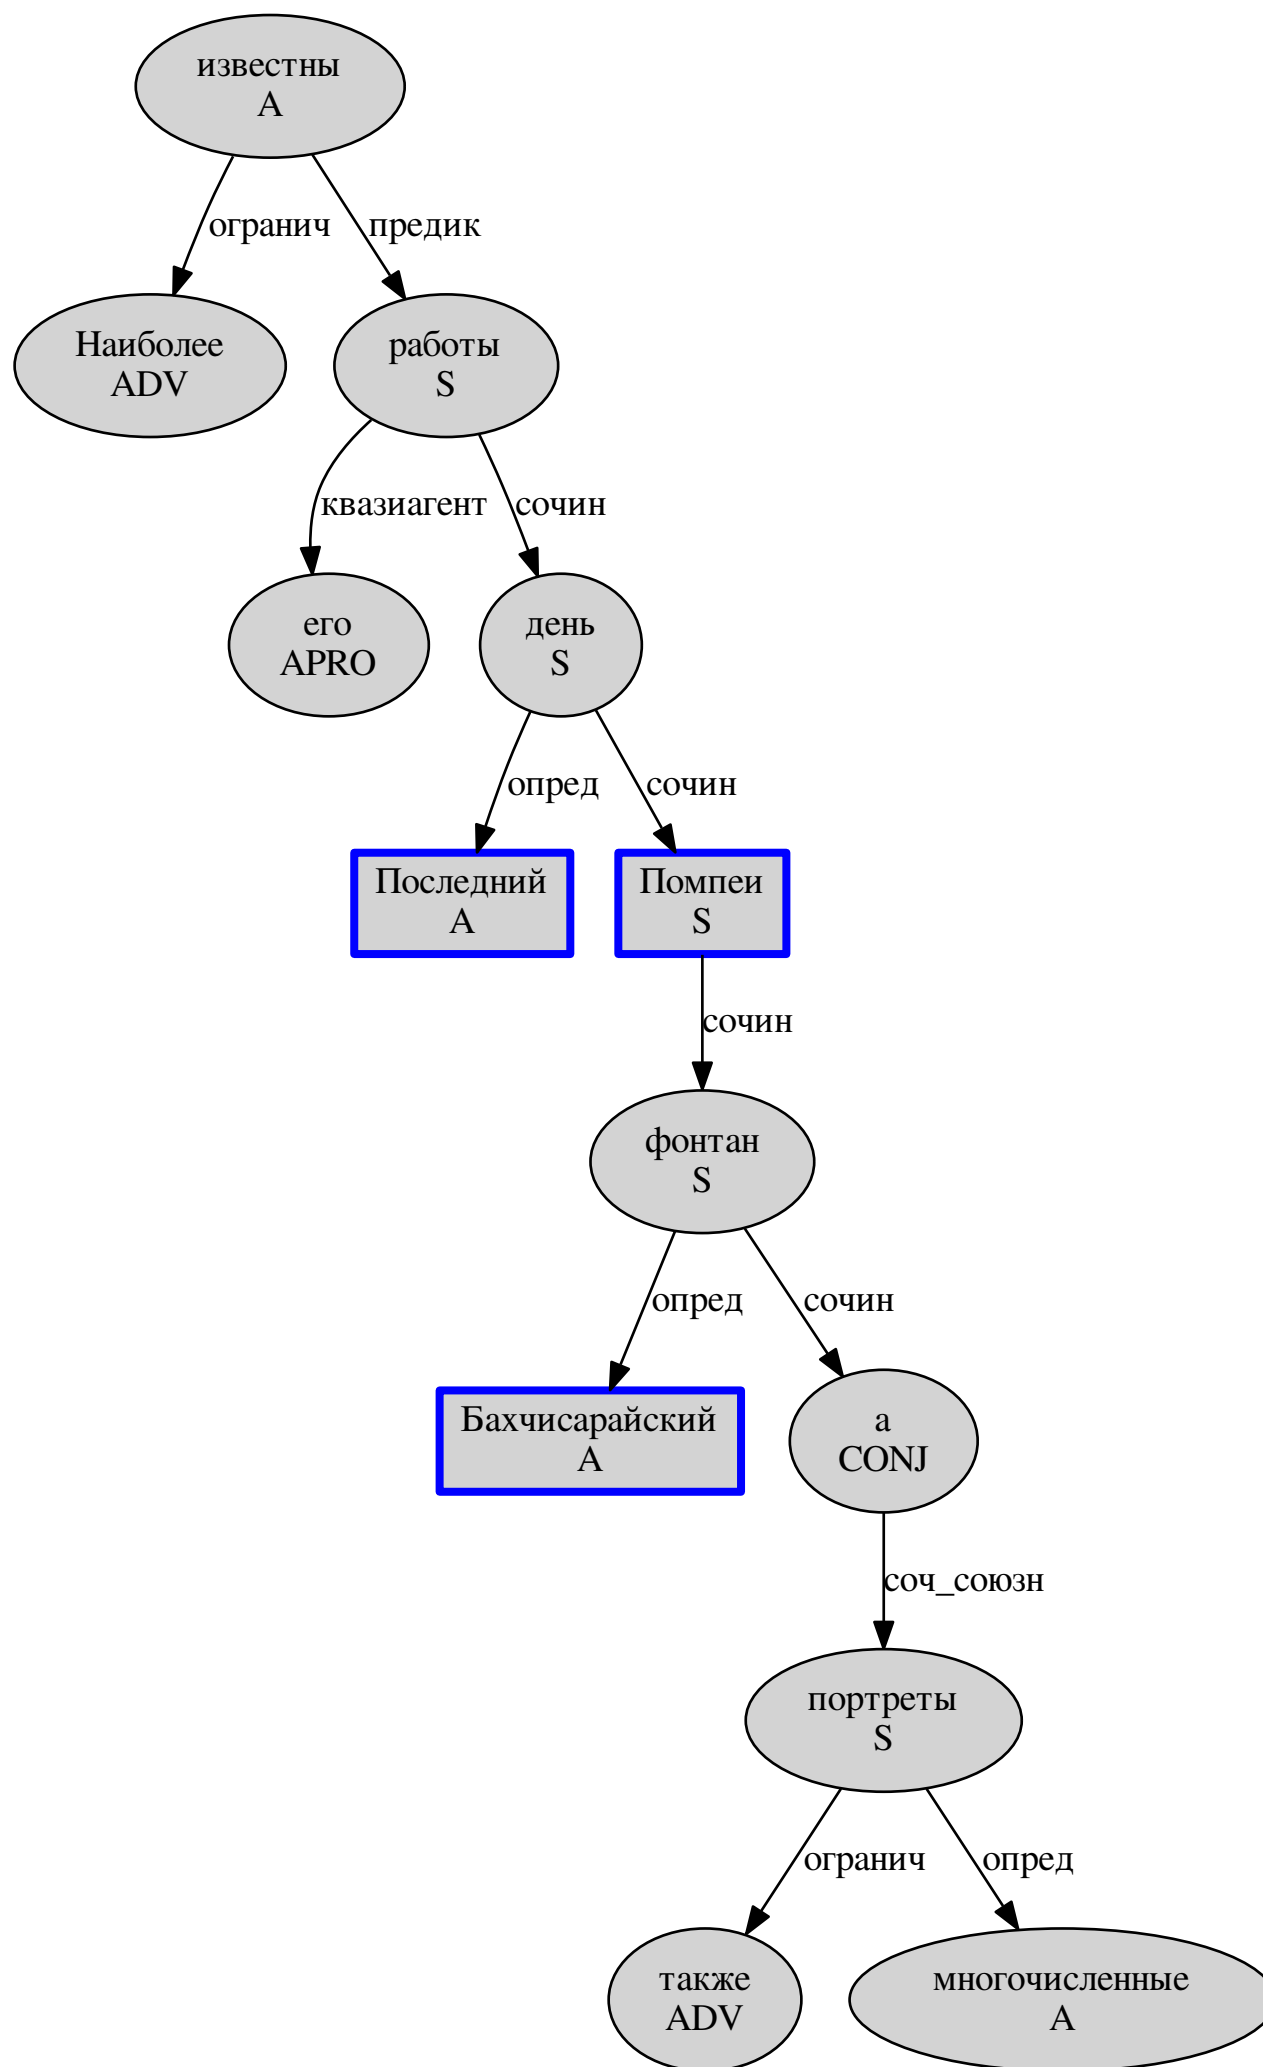 известны
A
огранич
предик
Наиболее
ADV
работы
S
квазиагент
сочин
его
APRO
день
S
опред
сочин
Последний
A
Помпеи
S
сочин
фонтан
S
опред
сочин
Бахчисарайский
A
а
CONJ
соч_союзн
портреты
S
огранич
опред
также
ADV
многочисленные
A